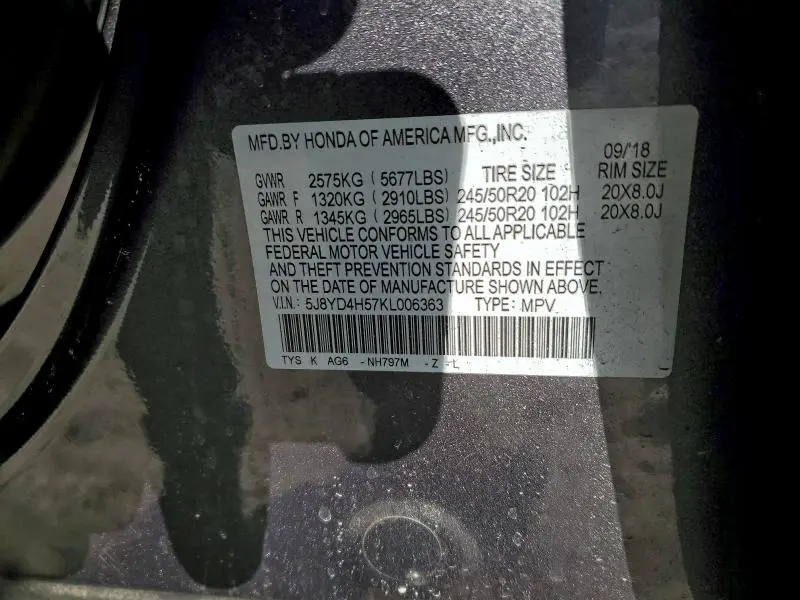 MFD.BY HONDA OF AMERICA MFG.,INC.
09/'18
GVWR 2575KG ( 5677LBS) TIRE SIZE RIM SIZE
GAWR F 1320KG ( 2910LBS) 245/50R20 102H 20X8.0J
GAWR R 1345KG ( 2965LBS) 245/50R20 102H 20X8.0J
THIS VEHICLE CONFORMS TO ALL APPLICABLE
FEDERAL MOTOR VEHICLE SAFETY
AND THEFT PREVENTION STANDARDS IN EFFECT
ON THE DATE OF MANUFACTURE SHOWN ABOVE.
V.I.N.: 5J8YD4H57KL006363 TYPE: MPV
TYS K AG6 -NH797M -Z -L